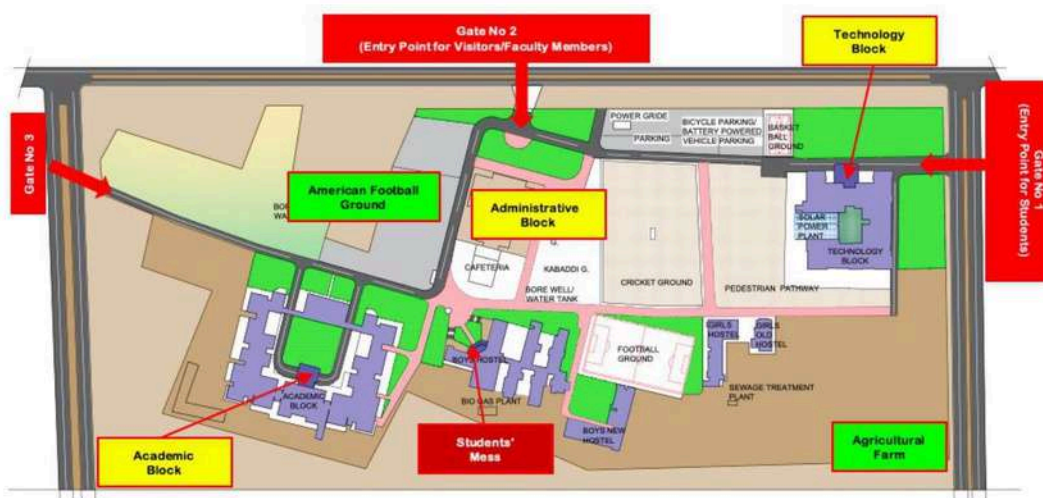 Gate No 2
(Entry Point for Visitors/Faculty Members)
Technology
Block
Gate No 3
Gate No 1
(Entry Point for Students)
POWER GRIDE
PARKING
BICYCLE PARKING/
BATTERY POWERED
VEHICLE PARKING
BASKET
BALL
GROUND
American Football
Ground
BOR
WA
Administrative
Block
G.
SOLAR
POWER
PLANT
TECHNOLOGY
BLOCK
CAFETERIA
KABADDI G.
BORE WELL/
WATER TANK
CRICKET GROUND
PEDESTRIAN PATHWAY
BOYS HOSTEL
FOOTBALL
GROUND
GIRLS
HOSTEL
GIRLS
OLD
HOSTEL
ACADEMIC
BLOCK
BIO GAS PLANT
SEWAGE TREATMENT
PLANT
BOYS NEW
HOSTEL
Academic
Block
Students'
Mess
Agricultural
Farm